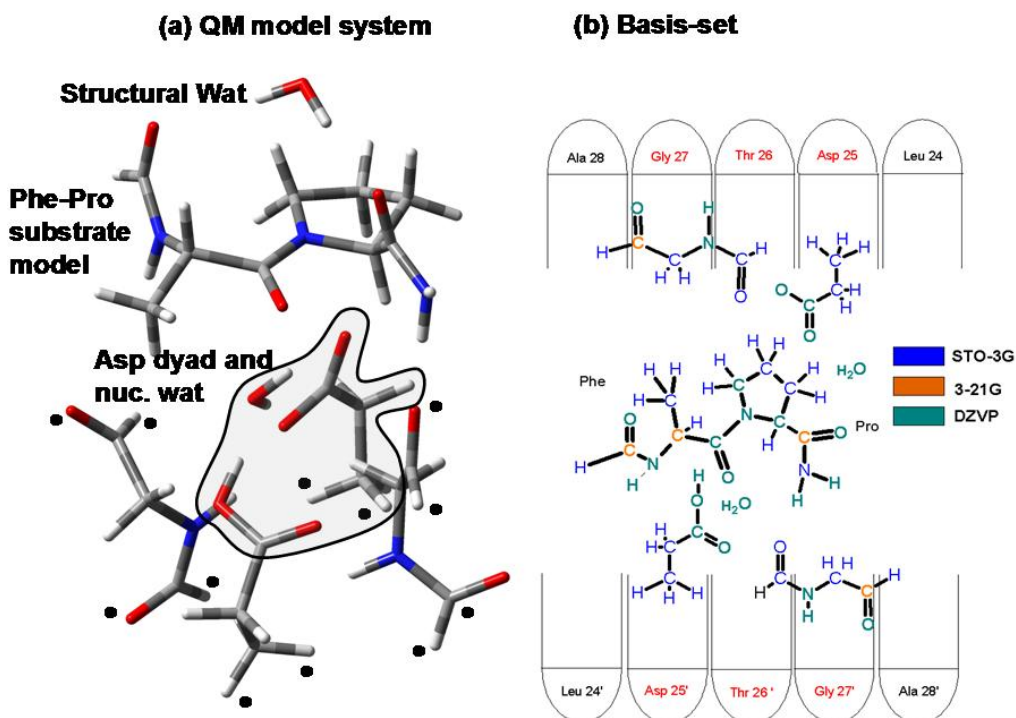 (a) QM model system
Structural Wat
Phe-Pro
substrate
model
Asp dyad and
nuc. wat
(b) Basis-set
Ala 28
Gly 27
Thr 26
Asp 25
Leu 24
O H
H C N H
C C
H H O
H H
H C
C H
O C H
O
H₂O
Phe
H H
H C C H
H C C H
H N
H C H
O C H C C O
H C N C O N
H H H
Pro
H
O H₂O
H C
C O
H C H
H
O H H
C C H
H N C
H O
STO-3G
3-21G
DZVP
Leu 24'
Asp 25'
Thr 26 '
Gly 27'
Ala 28'